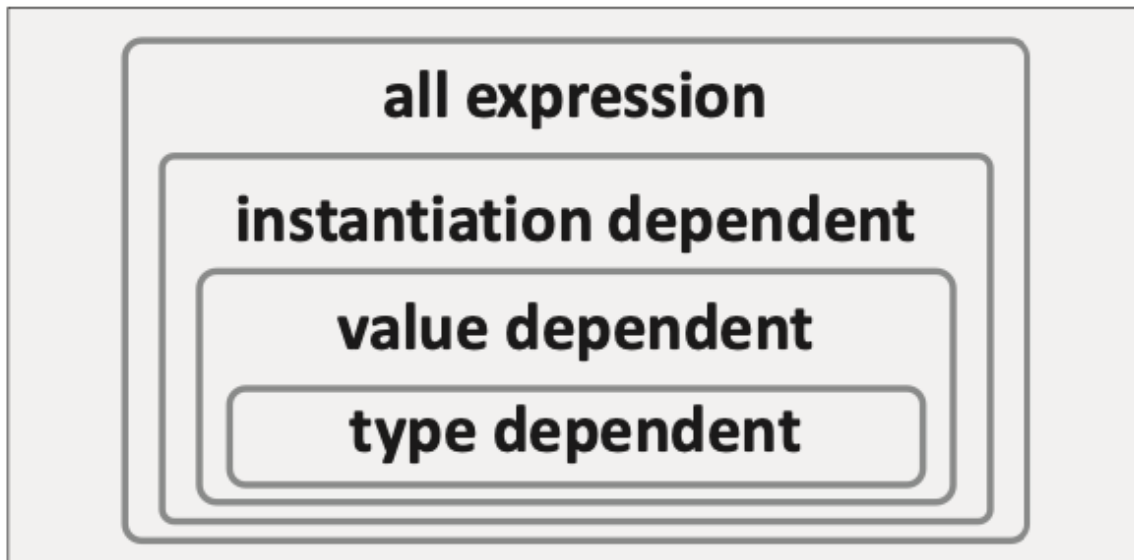 all expression
instantiation dependent
value dependent
type dependent